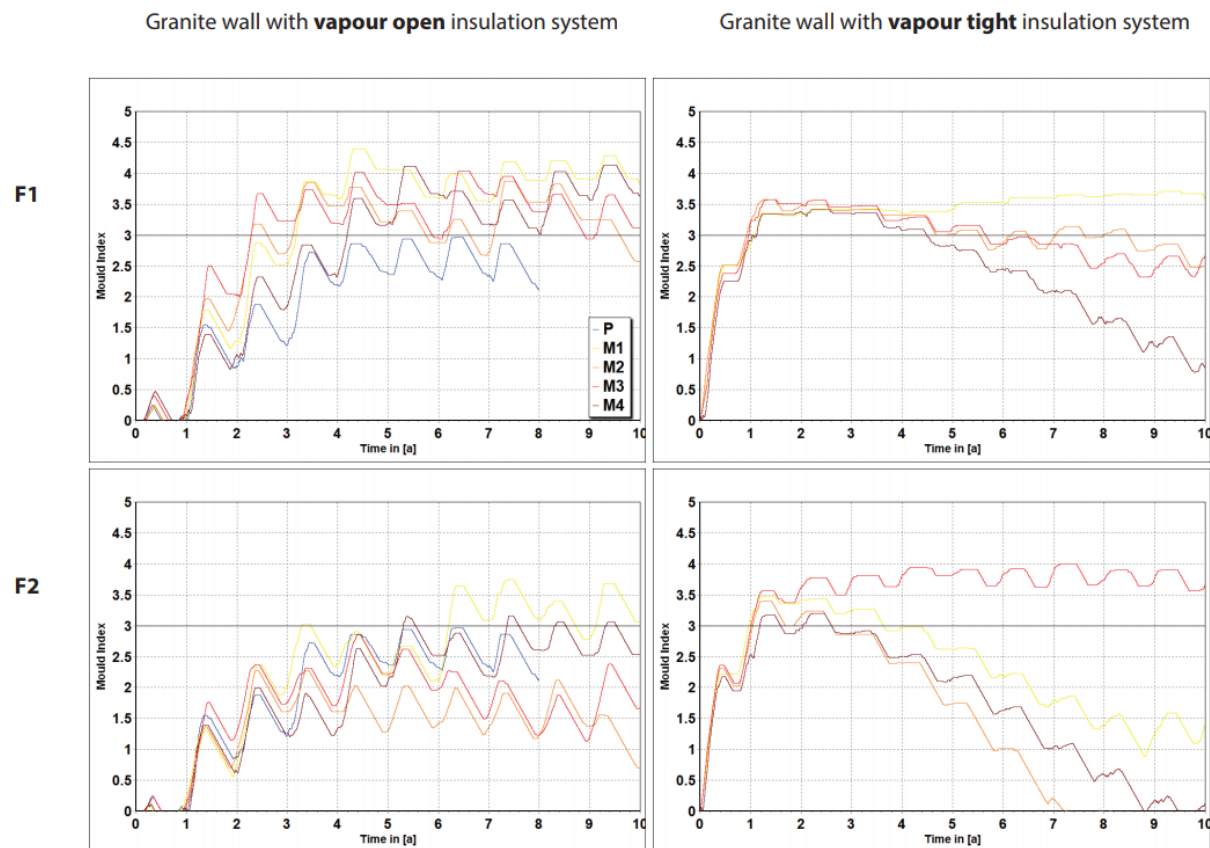 Granite wall with vapour open insulation system
Granite wall with vapour tight insulation system
F1
Mould Index
5
4.5
4
3.5
3
2.5
2
1.5
1
0.5
0
0 1 2 3 4 5 6 7 8 9 10
Time in [a]
P
M1
M2
M3
M4
Mould Index
5
4.5
4
3.5
3
2.5
2
1.5
1
0.5
0
0 1 2 3 4 5 6 7 8 9 10
Time in [a]
F2
Mould Index
5
4.5
4
3.5
3
2.5
2
1.5
1
0.5
0
0 1 2 3 4 5 6 7 8 9 10
Time in [a]
Mould Index
5
4.5
4
3.5
3
2.5
2
1.5
1
0.5
0
0 1 2 3 4 5 6 7 8 9 10
Time in [a]